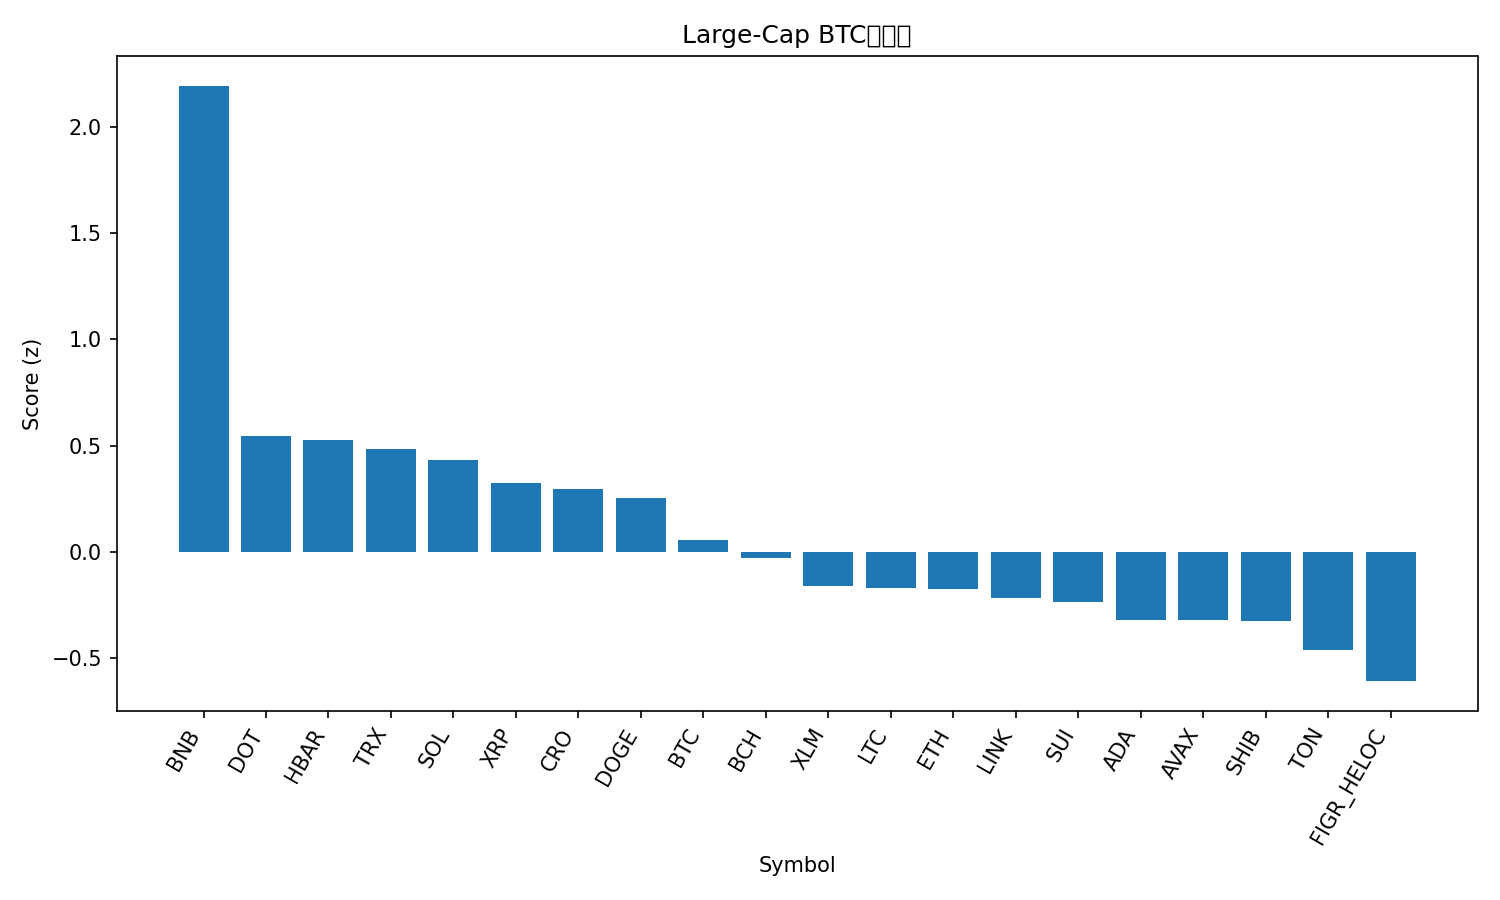 Large-Cap BTC
Score (z)
2.0
1.5
1.0
0.5
0.0
−0.5
BNB
DOT
HBAR
TRX
SOL
XRP
CRO
DOGE
BTC
BCH
XLM
LTC
ETH
LINK
SUI
ADA
AVAX
SHIB
TON
FIGR_HELOC
Symbol